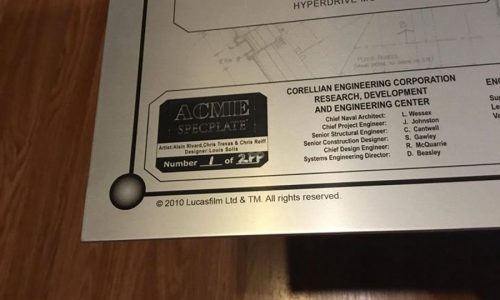 HYPERDRIVE
CORELLIAN ENGINEERING CORPORATION
RESEARCH, DEVELOPMENT
AND ENGINEERING CENTER
Chief Naval Architect: L. Wessex
Chief Project Engineer: J. Johnston
Senior Structural Engineer: C. Cantwell
Senior Construction Designer: S. Gawley
Chief Design Engineer: R. McQuarrie
Systems Engineering Director: D. Beasley
ACME
SPECPLATE
Artist: Alain Rivard, Chris Trevas & Chris Reiff
Designer: Louis Solis
Number 1 of
© 2010 Lucasfilm Ltd & TM. All rights reserved.